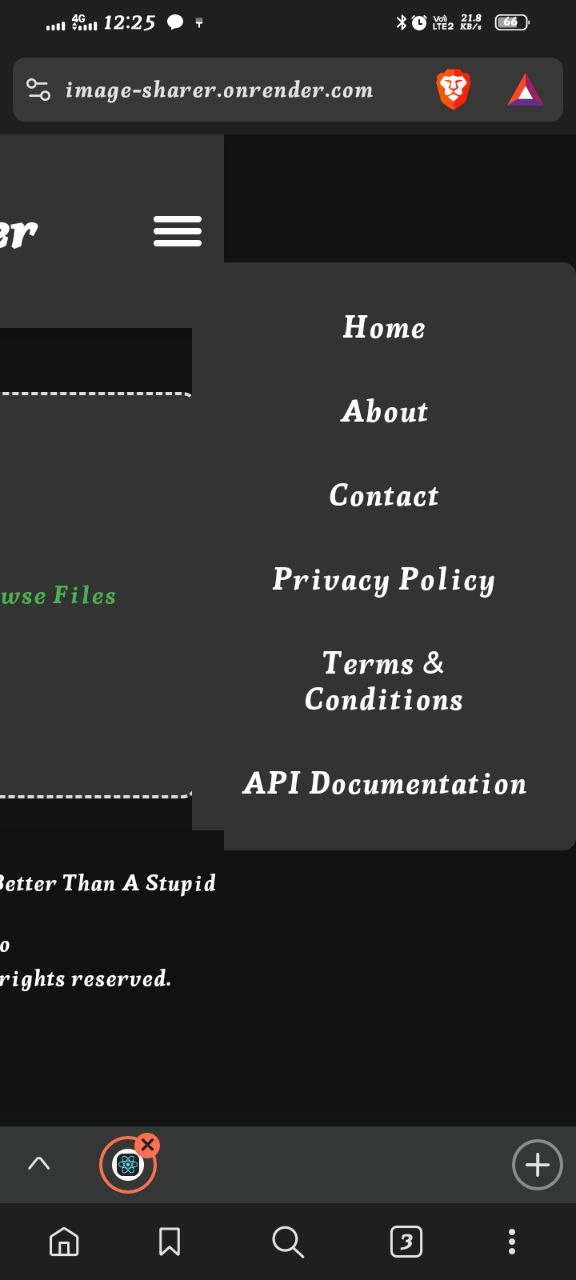 4G 12:25 Vo)) LTE2 21.8 KB/s 66
image-sharer.onrender.com
er
Home
About
Contact
Privacy Policy
wse Files
Terms &
Conditions
API Documentation
Better Than A Stupid
o
rights reserved.
3